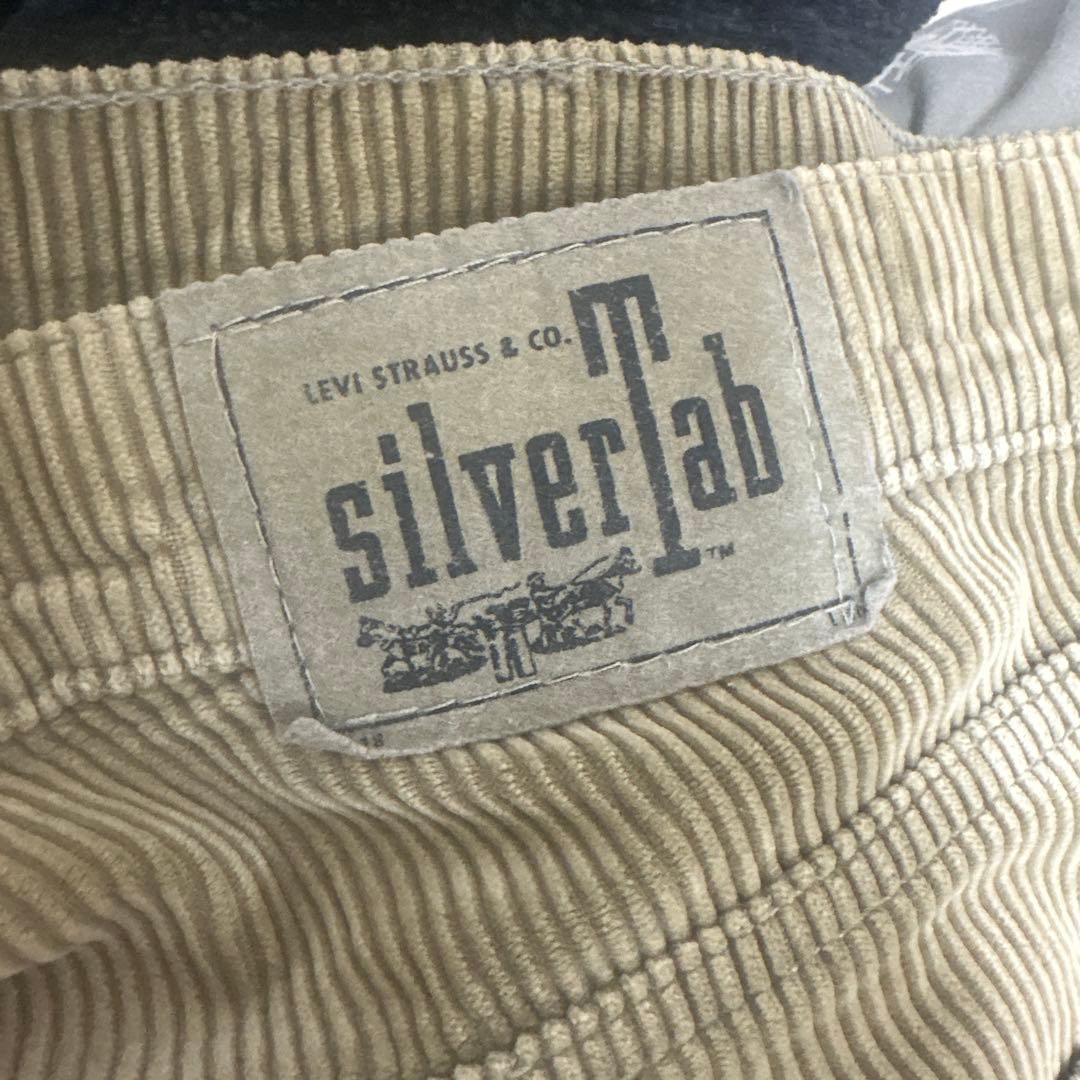 LEVI STRAUSS & CO.
silverTab
TM